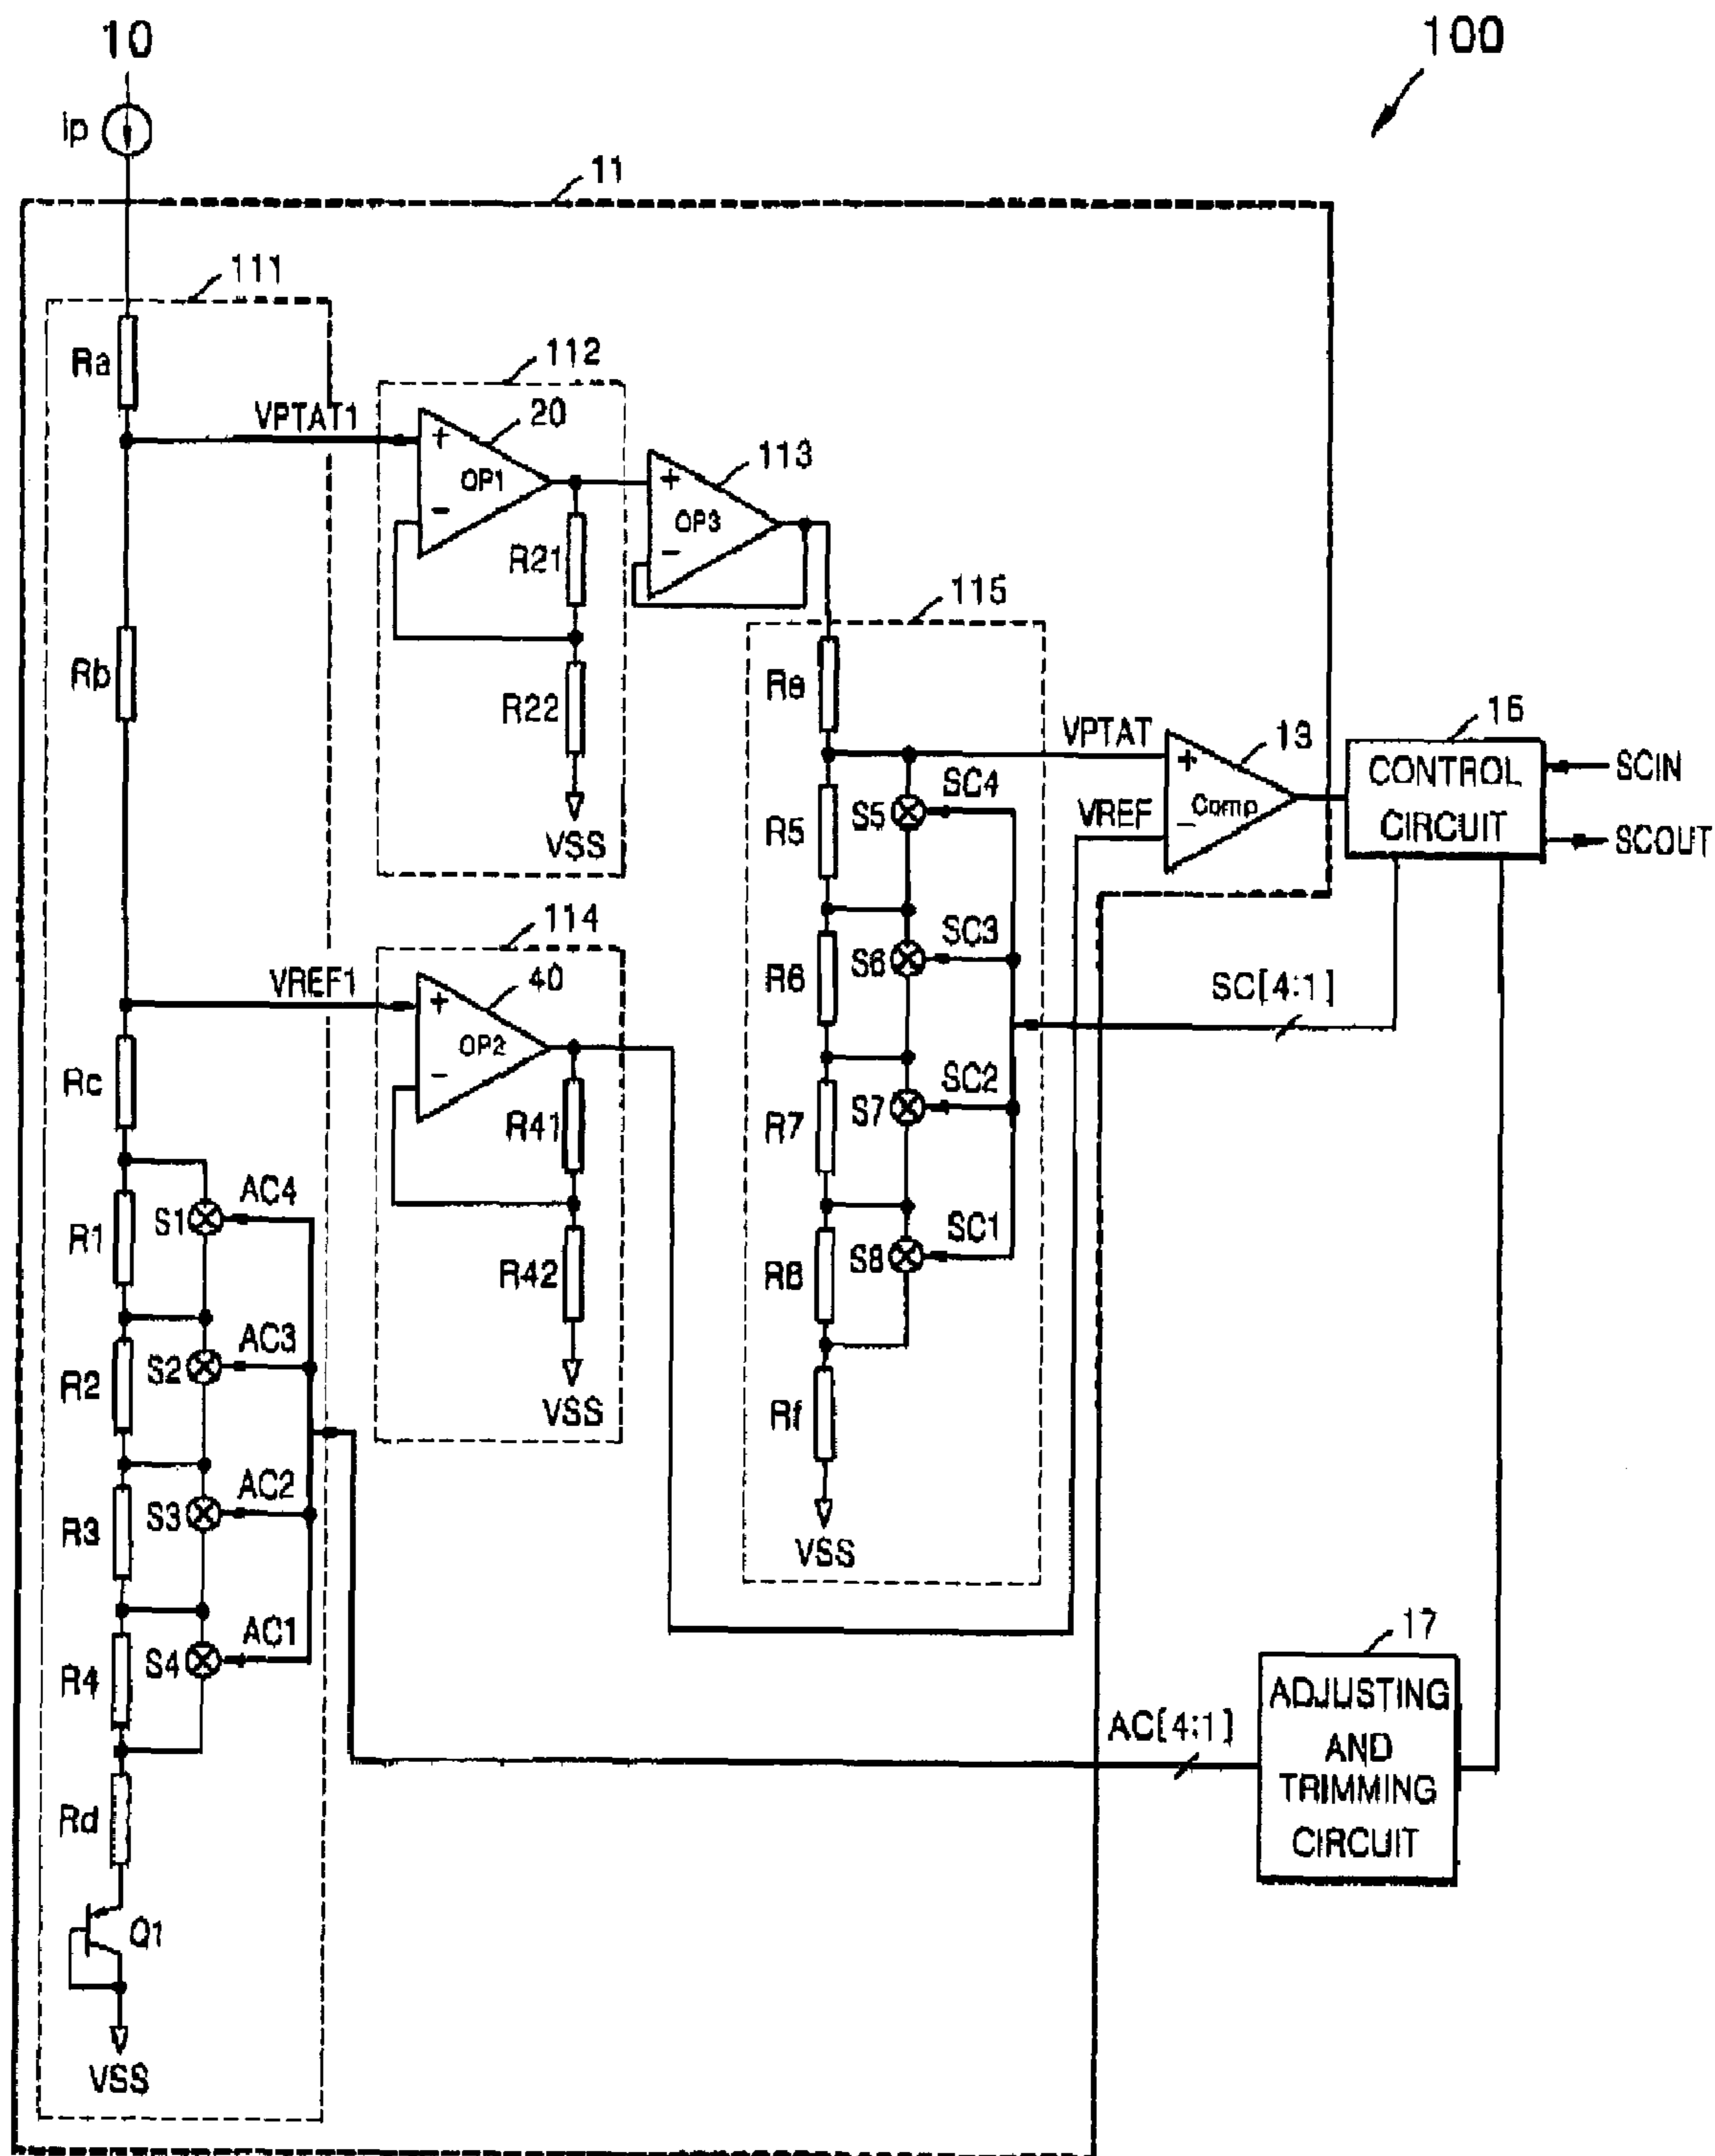 10
100
ip
11
111
Ra
112
VPTAT1
+
20
OP1
-
113
+
OP3
-
R21
115
Rb
R22
Re
16
VPTAT
13
CONTROL
CIRCUIT
SCIN
SCOUT
+
Comp
-
VREF
SC4
S5
R5
VSS
114
SC3
S6
R6
VREF1
+
40
OP2
-
SC[4:1]
Rc
SC2
S7
R7
R41
AC4
S1
R1
SC1
S8
R8
R42
AC3
S2
R2
VSS
Rf
AC2
S3
R3
VSS
AC1
S4
R4
17
ADJUSTING
AND
TRIMMING
CIRCUIT
AC[4:1]
Rd
Q1
VSS